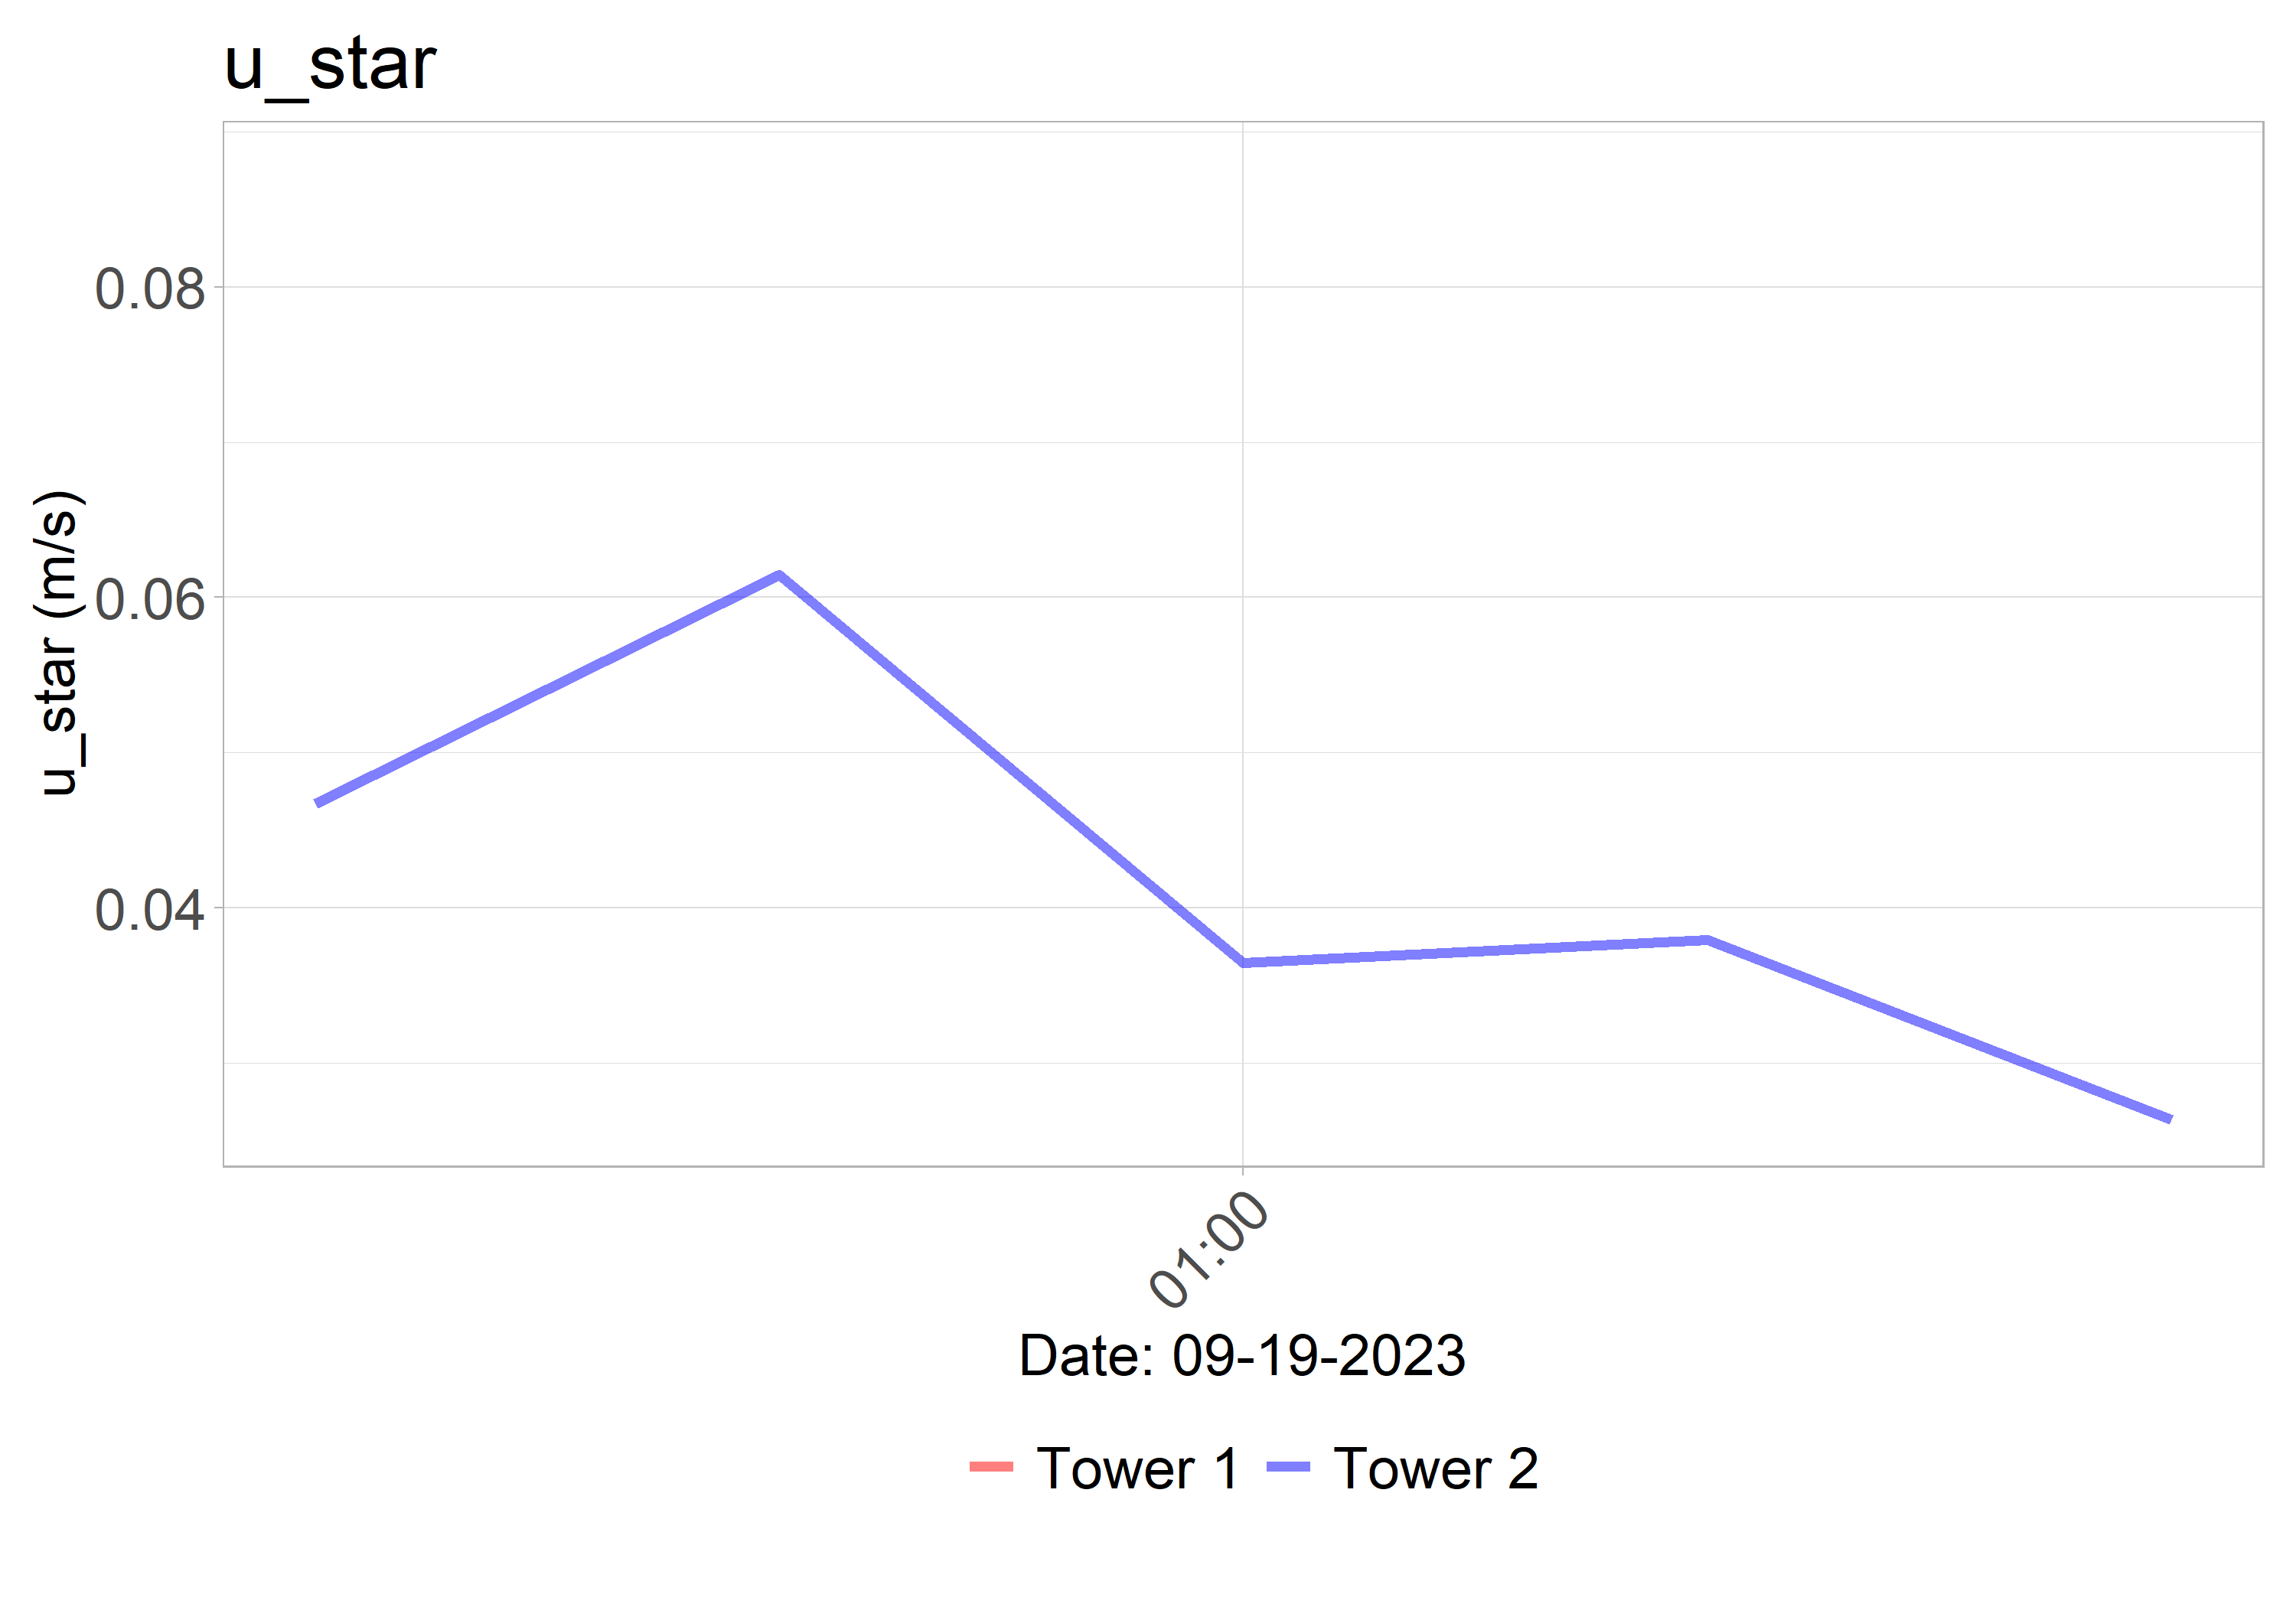 u_star
u_star (m/s)
0.08
0.06
0.04
01:00
Date: 09-19-2023
Tower 1 Tower 2